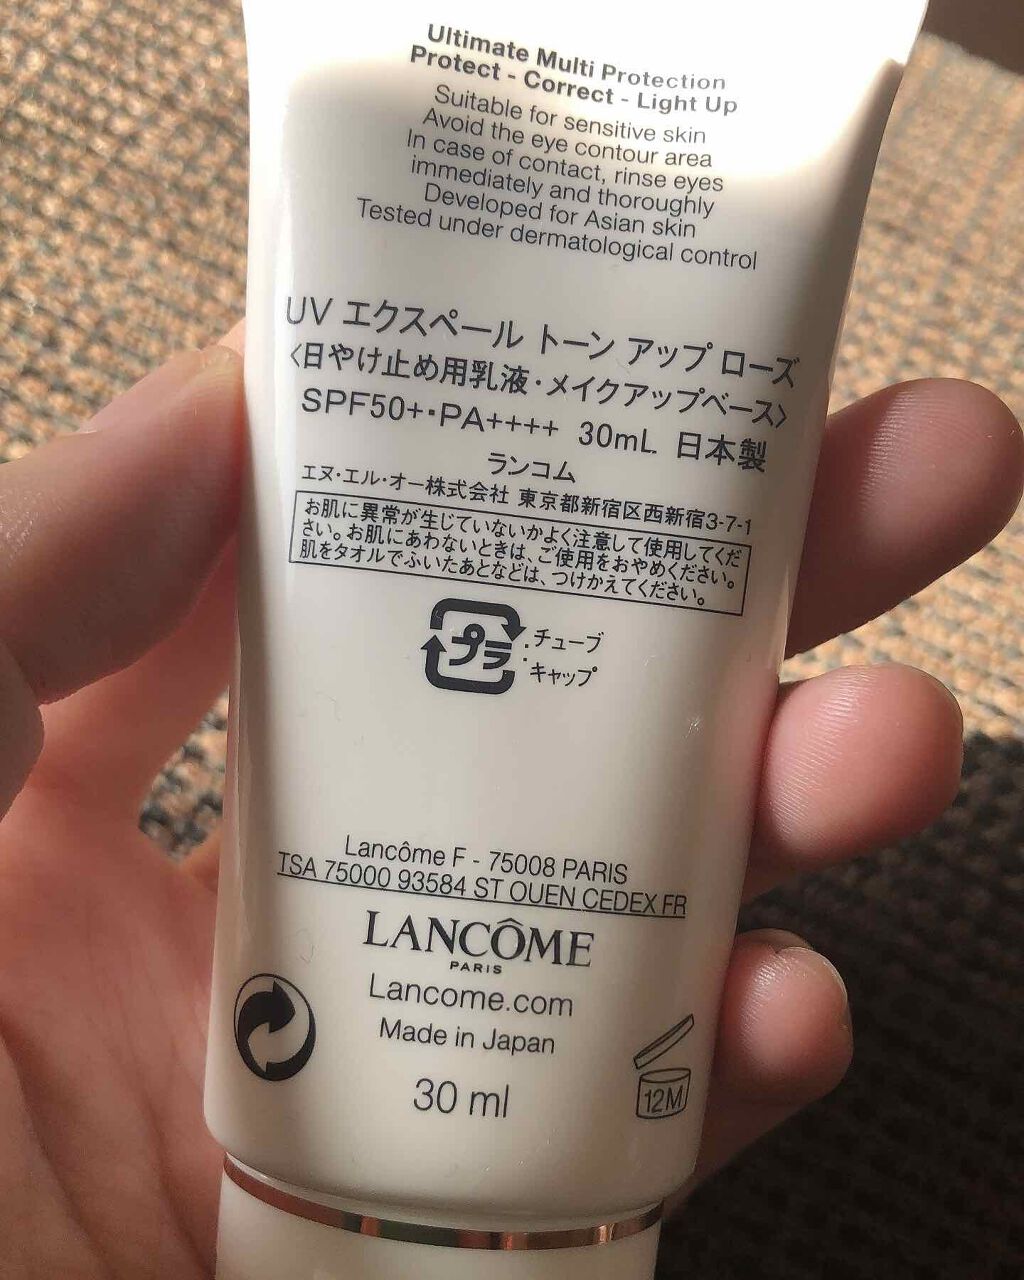 Ultimate Multi Protection
Protect - Correct - Light Up
Suitable for sensitive skin
Avoid the eye contour area
In case of contact, rinse eyes
immediately and thoroughly
Developed for Asian skin
Tested under dermatological control
UV エクスペール トーン アップ ローズ
〈日やけ止め用乳液・メイクアップベース〉
SPF50+・PA++++ 30mL 日本製
ランコム
エヌ・エル・オー株式会社 東京都新宿区西新宿3-7-1
お肌に異常が生じていないかよく注意して使用してくだ
さい。お肌にあわないときは、ご使用をおやめください。
肌をタオルでふいたあとなどは、つけかえてください。
プラ
:チューブ
:キャップ
Lancôme F - 75008 PARIS
TSA 75000 93584 ST OUEN CEDEX FR
LANCÔME
PARIS
Lancome.com
Made in Japan
30 ml
12M